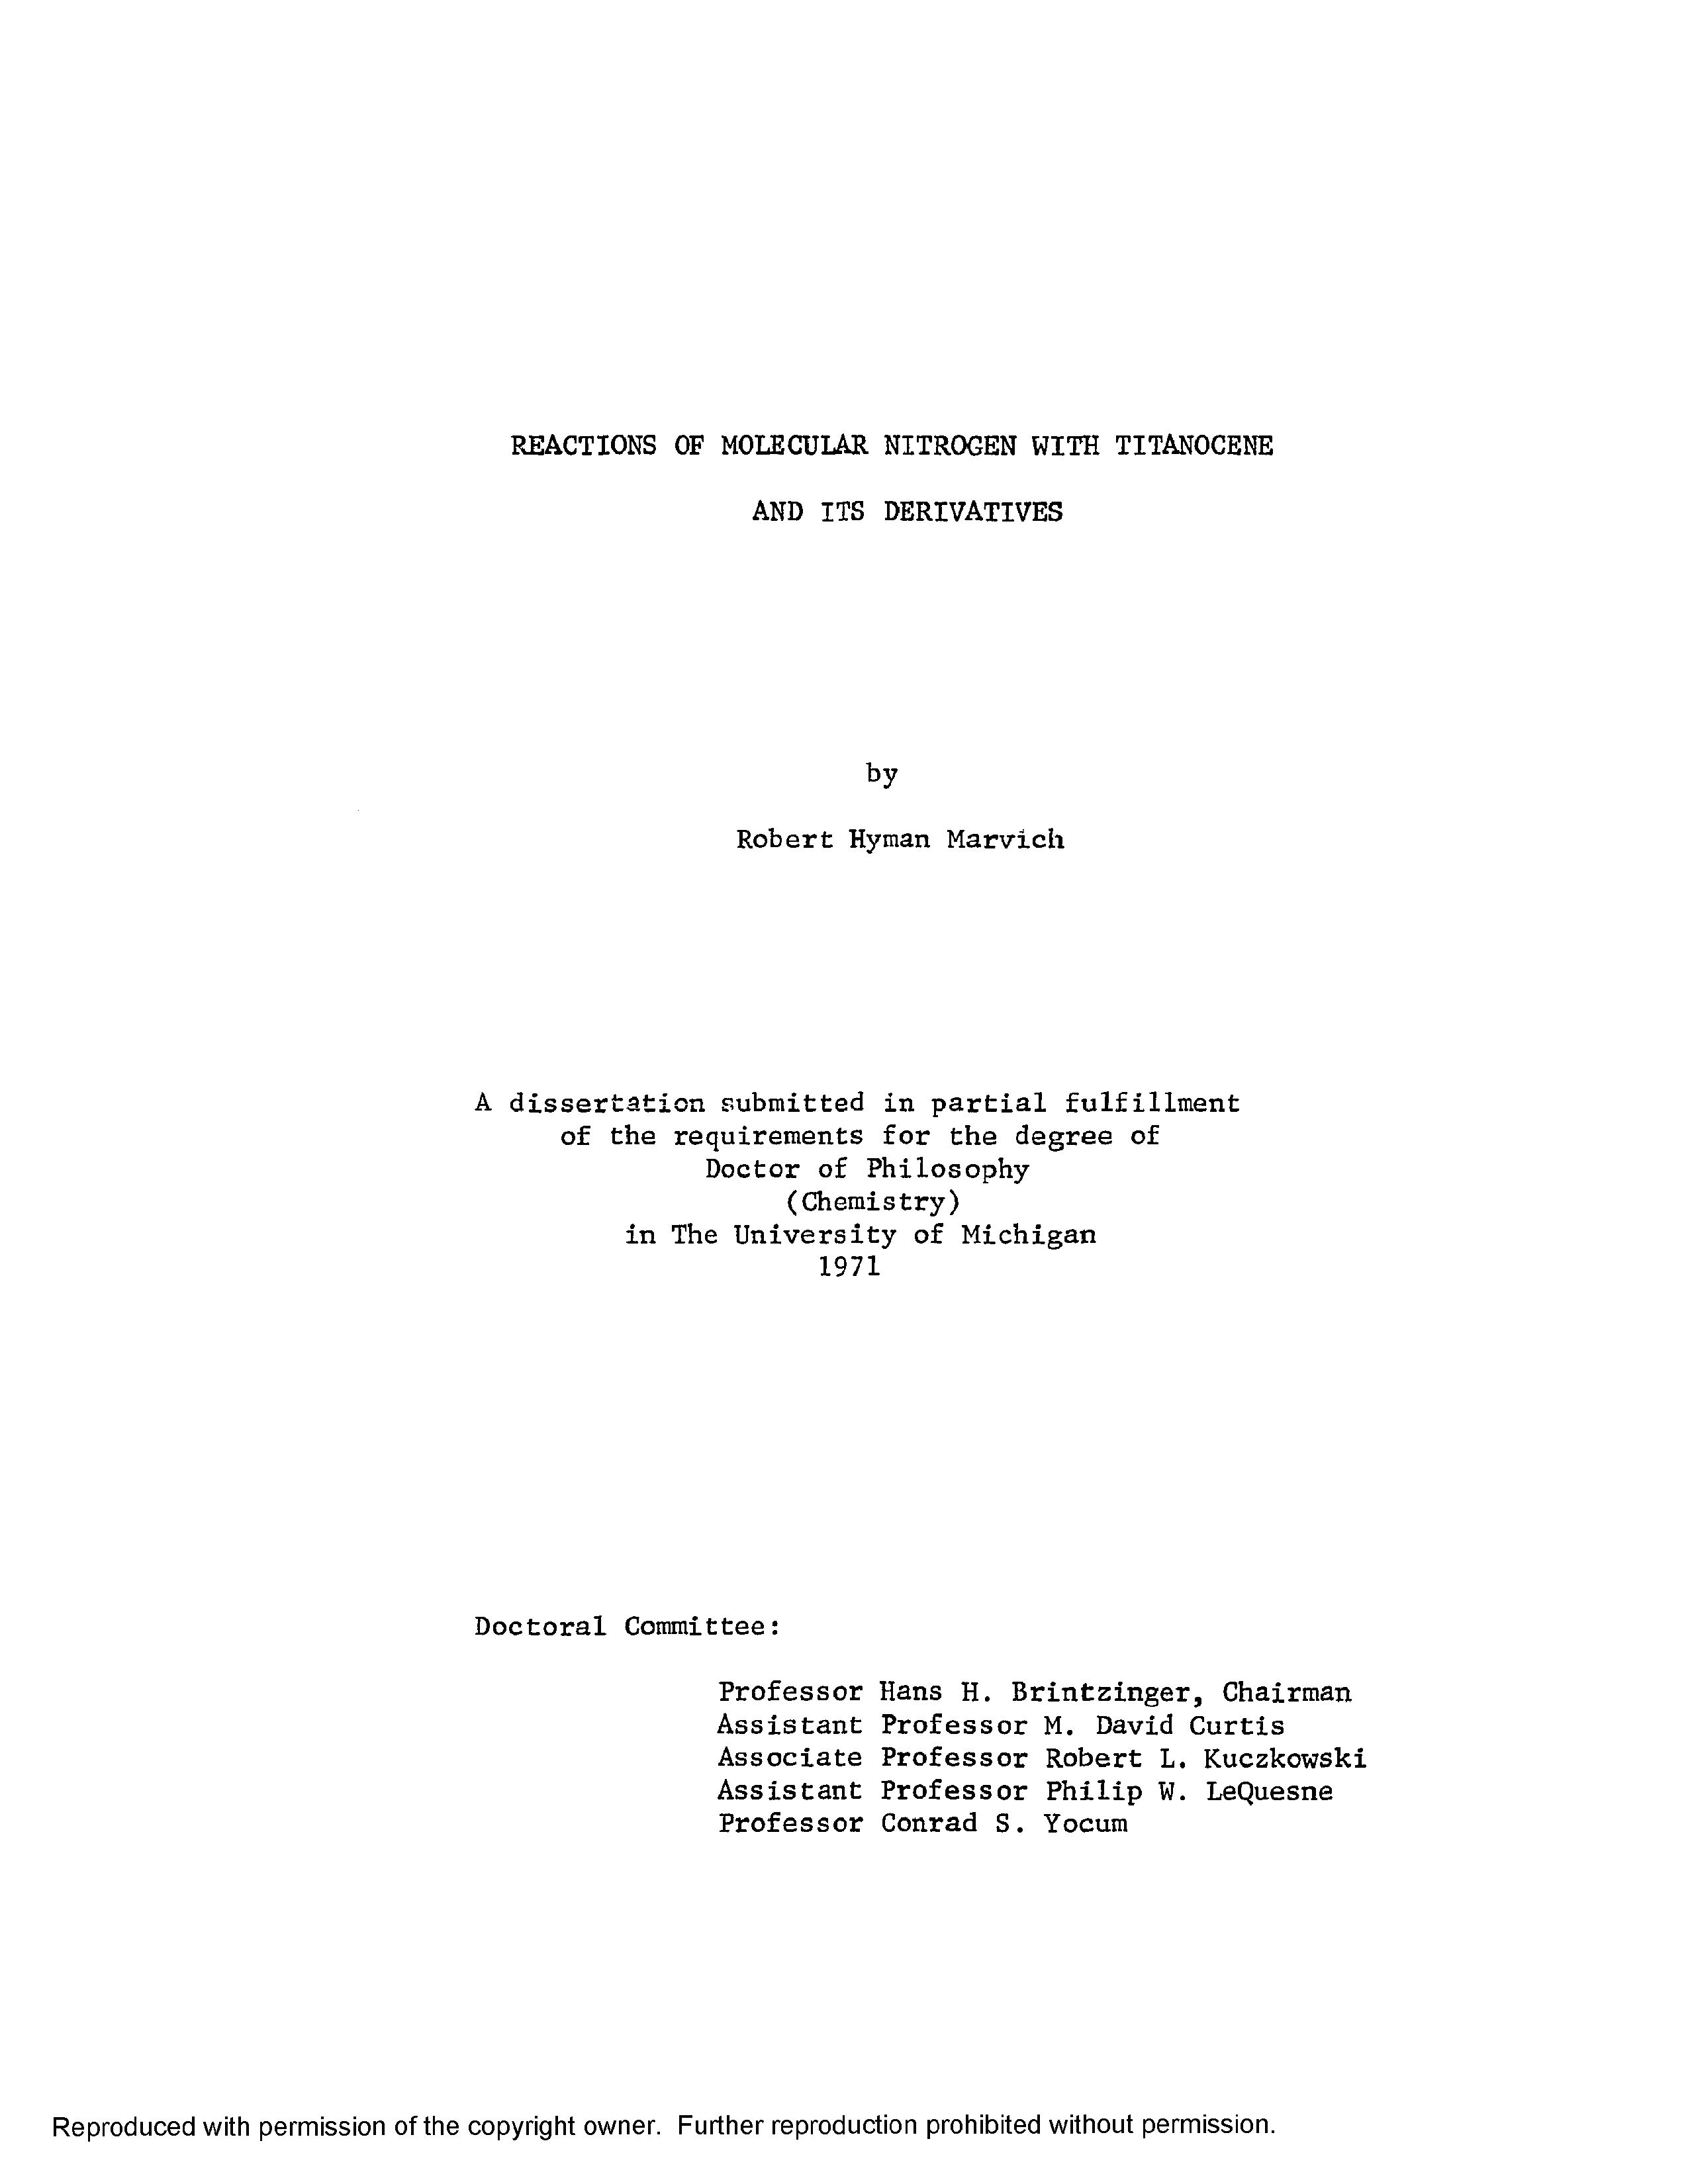 REACTIONS OF MOLECULAR NITROGEN WITH TITANOCENE
AND ITS DERIVATIVES
by
Robert Hyman Marvich
A dissertation submitted in partial fulfillment
of the requirements for the degree of
Doctor of Philosophy
(Chemistry)
in The University of Michigan
1971
Doctoral Committee:
Professor Hans H. Brintzinger, Chairman
Assistant Professor M. David Curtis
Associate Professor Robert L. Kuczkowski
Assistant Professor Philip W. LeQuesne
Professor Conrad S. Yocum
Reproduced with permission of the copyright owner. Further reproduction prohibited without permission.